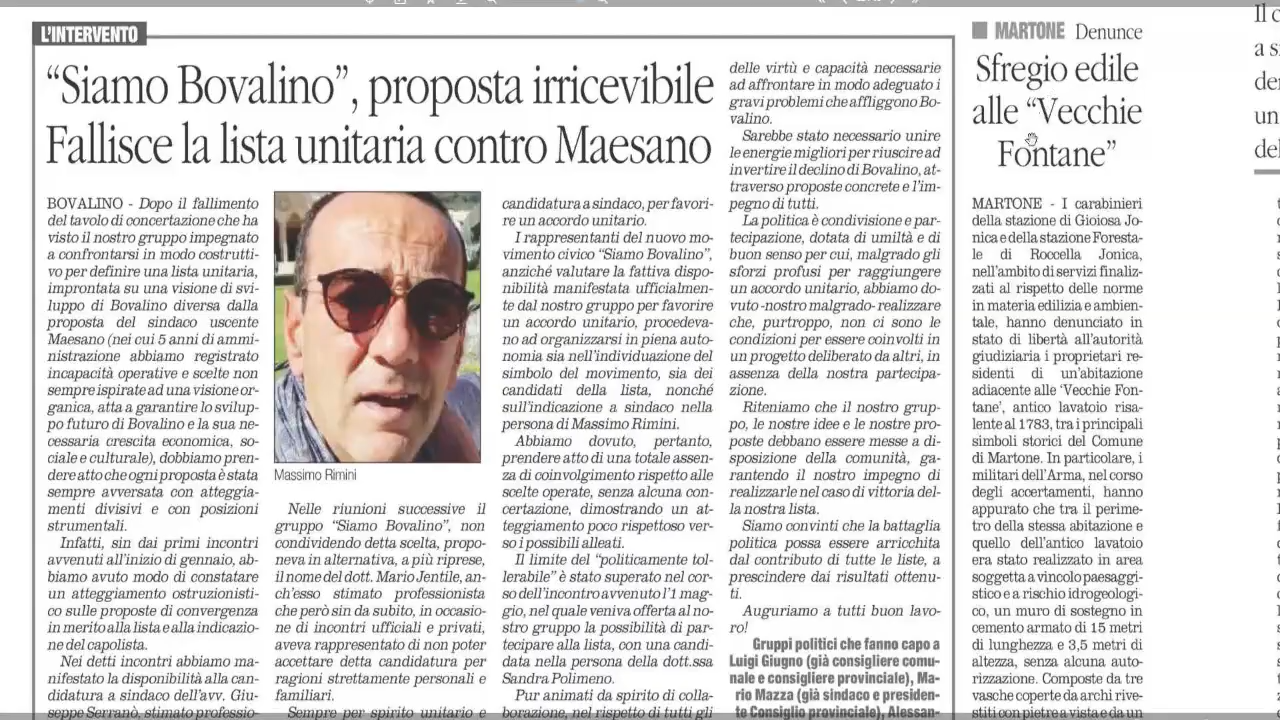 L'INTERVENTO
“Siamo Bovalino”, proposta irricevibile
Fallisce la lista unitaria contro Maesano
BOVALINO - Dopo il fallimento
del tavolo di concertazione che ha
visto il nostro gruppo impegnato
a confrontarsi in modo costrutti-
vo per definire una lista unitaria,
improntata su una visione di svi-
luppo di Bovalino diversa dalla
proposta del sindaco uscente
Maesano (nei cui 5 anni di ammi-
nistrazione abbiamo registrato
incapacità operative e scelte non
sempre ispirate ad una visione or-
ganica, atta a garantire lo svilup-
po futuro di Bovalino e la sua ne-
cessaria crescita economica, so-
ciale e culturale), dobbiamo pren-
dere atto che ogni proposta è stata
sempre avversata con atteggia-
menti divisivi e con posizioni
strumentali.
Infatti, sin dai primi incontri
avvenuti all'inizio di gennaio, ab-
biamo avuto modo di constatare
un atteggiamento ostruzionisti-
co sulle proposte di convergenza
in merito alla lista e alla indicazio-
ne del capolista.
Nei detti incontri abbiamo ma-
nifestato la disponibilità alla can-
didatura a sindaco dell'avv. Giu-
seppe Serranò, stimato professio-
Massimo Rimini
Nelle riunioni successive il
gruppo “Siamo Bovalino”, non
condividendo detta scelta, propo-
neva in alternativa, a più riprese,
il nome del dott. Mario Jentile, an-
ch'esso stimato professionista
che però sin da subito, in occasio-
ne di incontri ufficiali e privati,
aveva rappresentato di non poter
accettare detta candidatura per
ragioni strettamente personali e
familiari.
Sempre per spirito unitario e
candidatura a sindaco, per favori-
re un accordo unitario.
I rappresentanti del nuovo mo-
vimento civico “Siamo Bovalino”,
anziché valutare la fattiva dispo-
nibilità manifestata ufficialmen-
te dal nostro gruppo per favorire
un accordo unitario, procedeva-
no ad organizzarsi in piena auto-
nomia sia nell'individuazione del
simbolo del movimento, sia dei
candidati della lista, nonché
sull'indicazione a sindaco nella
persona di Massimo Rimini.
Abbiamo dovuto, pertanto,
prendere atto di una totale assen-
za di coinvolgimento rispetto alle
scelte operate, senza alcuna con-
certazione, dimostrando un at-
teggiamento poco rispettoso ver-
so i possibili alleati.
Il limite del “politicamente tol-
lerabile” è stato superato nel cor-
so dell'incontro avvenuto l'1 mag-
gio, nel quale veniva offerta al no-
stro gruppo la possibilità di par-
tecipare alla lista, con una candi-
data nella persona della dott.ssa
Sandra Polimeno.
Pur animati da spirito di colla-
borazione, nel rispetto di tutti gli
delle virtù e capacità necessarie
ad affrontare in modo adeguato i
gravi problemi che affliggono Bo-
valino.
Sarebbe stato necessario unire
le energie migliori per riuscire ad
invertire il declino di Bovalino, at-
traverso proposte concrete e l'im-
pegno di tutti.
La politica è condivisione e par-
tecipazione, dotata di umiltà e di
buon senso per cui, malgrado gli
sforzi profusi per raggiungere
un accordo unitario, abbiamo do-
vuto -nostro malgrado- realizzare
che, purtroppo, non ci sono le
condizioni per essere coinvolti in
un progetto deliberato da altri, in
assenza della nostra partecipa-
zione.
Riteniamo che il nostro grup-
po, le nostre idee e le nostre pro-
poste debbano essere messe a di-
sposizione della comunità, ga-
rantendo il nostro impegno di
realizzarle nel caso di vittoria del-
la nostra lista.
Siamo convinti che la battaglia
politica possa essere arricchita
dal contributo di tutte le liste, a
prescindere dai risultati ottenu-
ti.
Auguriamo a tutti buon lavo-
ro!
Gruppi politici che fanno capo a
Luigi Giugno (già consigliere comu-
nale e consigliere provinciale), Ma-
rio Mazza (già sindaco e presiden-
te Consiglio provinciale), Alessan-
MARTONE Denunce
Sfregio edile
alle “Vecchie
Fontane”
MARTONE - I carabinieri
della stazione di Gioiosa Jo-
nica e della stazione Foresta-
le di Roccella Jonica,
nell'ambito di servizi finaliz-
zati al rispetto delle norme
in materia edilizia e ambien-
tale, hanno denunciato in
stato di libertà all'autorità
giudiziaria i proprietari re-
sidenti di un'abitazione
adiacente alle 'Vecchie Fon-
tane', antico lavatoio risa-
lente al 1783, tra i principali
simboli storici del Comune
di Martone. In particolare, i
militari dell'Arma, nel corso
degli accertamenti, hanno
appurato che tra il perime-
tro della stessa abitazione e
quello dell'antico lavatoio
era stato realizzato in area
soggetta a vincolo paesaggi-
stico e a rischio idrogeologi-
co, un muro di sostegno in
cemento armato di 15 metri
di lunghezza e 3,5 metri di
altezza, senza alcuna auto-
rizzazione. Composte da tre
vasche coperte da archi rive-
stiti con pietre a vista e da un